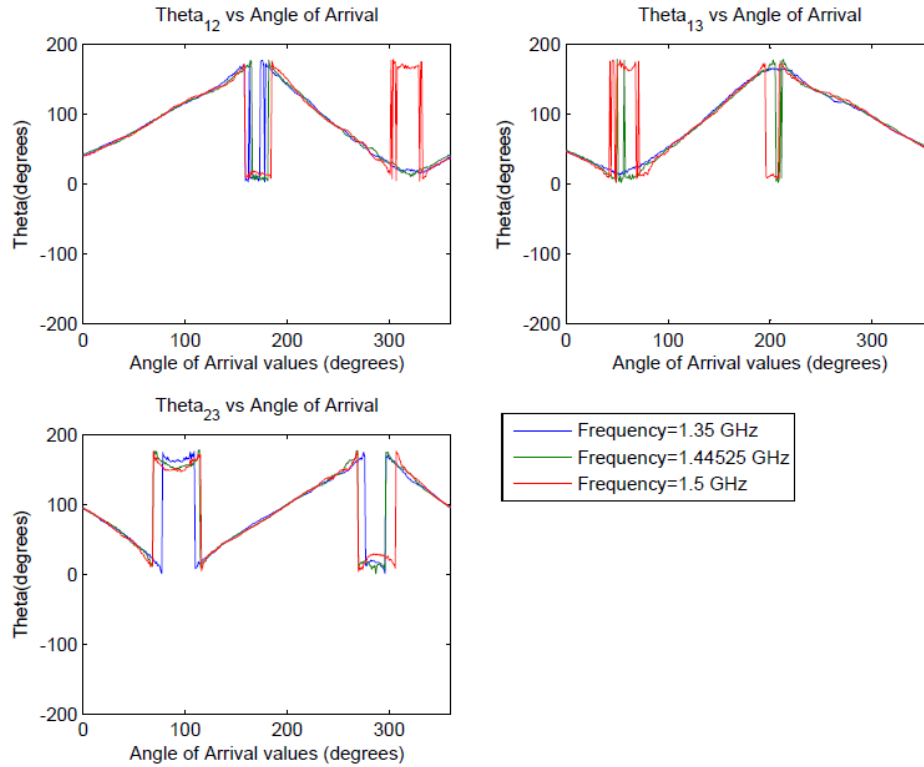 Theta12 vs Angle of Arrival
Theta(degrees)
200
100
0
-100
-200
0 100 200 300
Angle of Arrival values (degrees)
Theta13 vs Angle of Arrival
Theta(degrees)
200
100
0
-100
-200
0 100 200 300
Angle of Arrival values (degrees)
Theta23 vs Angle of Arrival
Theta(degrees)
200
100
0
-100
-200
0 100 200 300
Angle of Arrival values (degrees)
Frequency=1.35 GHz
Frequency=1.44525 GHz
Frequency=1.5 GHz